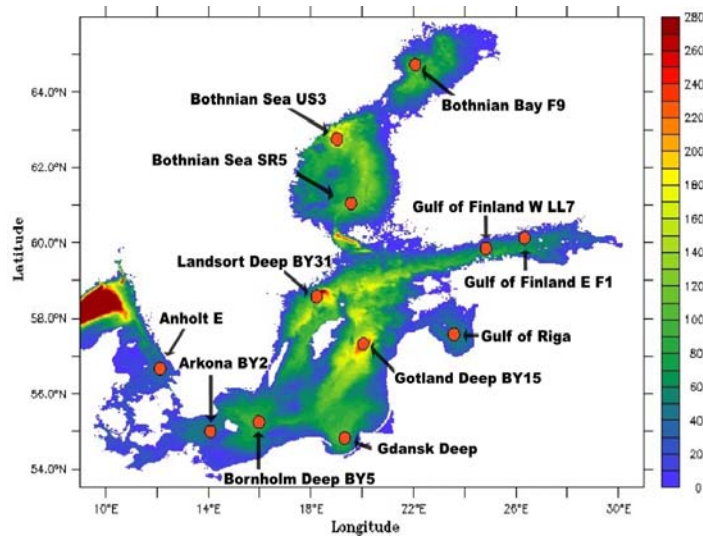 280
260
240
220
200
180
160
140
120
100
80
60
40
20
0
64.0°N
62.0°N
60.0°N
58.0°N
56.0°N
54.0°N
Latitude
Bothnian Sea US3
Bothnian Bay F9
Bothnian Sea SR5
Gulf of Finland W LL7
Landsort Deep BY31
Gulf of Finland E F1
Anholt E
Gulf of Riga
Arkona BY2
Gotland Deep BY15
Gdansk Deep
Bornholm Deep BY5
10°E 14°E 18°E 22°E 26°E 30°E
Longitude